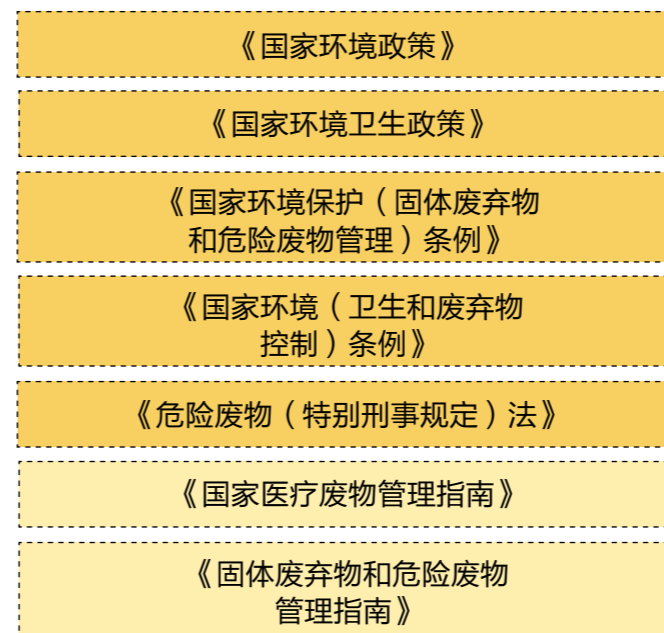 《国家环境政策》
《国家环境卫生政策》
《国家环境保护（固体废弃物
和危险废物管理）条例》
《国家环境（卫生和废弃物
控制）条例》
《危险废物（特别刑事规定）法》
《国家医疗废物管理指南》
《固体废弃物和危险废物
管理指南》